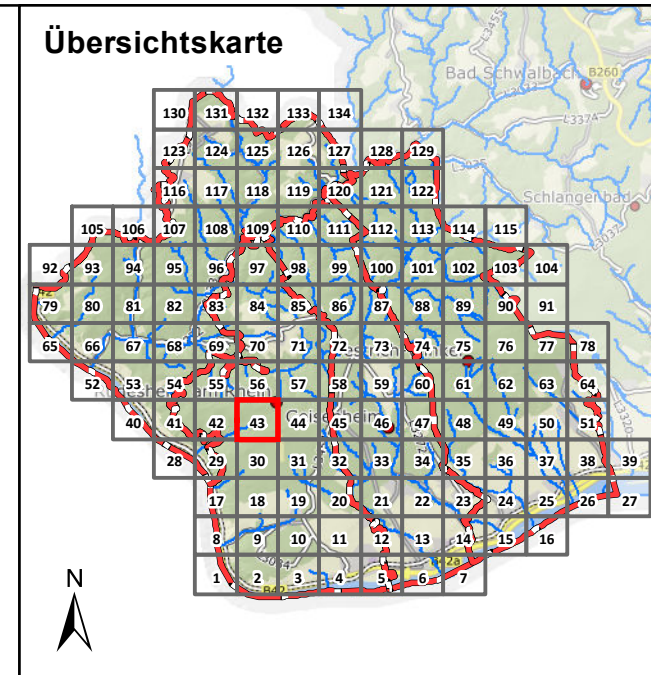 Übersichtskarte
Bad Schwalbach
B260
L3455
L3374
L3035
Schlangenbad
L3037
130 131 132 133 134
123 124 125 126 127 128 129
116 117 118 119 120 121 122
105 106 107 108 109 110 111 112 113 114 115
92 93 94 95 96 97 98 99 100 101 102 103 104
79 80 81 82 83 84 85 86 87 88 89 90 91
65 66 67 68 69 70 71 72 73 74 75 76 77 78
52 53 54 55 56 57 58 59 60 61 62 63 64
40 41 42 43 44 45 46 47 48 49 50 51
Geisenheim
L3320
28 29 30 31 32 33 34 35 36 37 38 39
17 18 19 20 21 22 23 24 25 26 27
8 9 10 11 12 13 14 15 16
L3034
B42a
1 2 3 4 5 6 7
B42
N